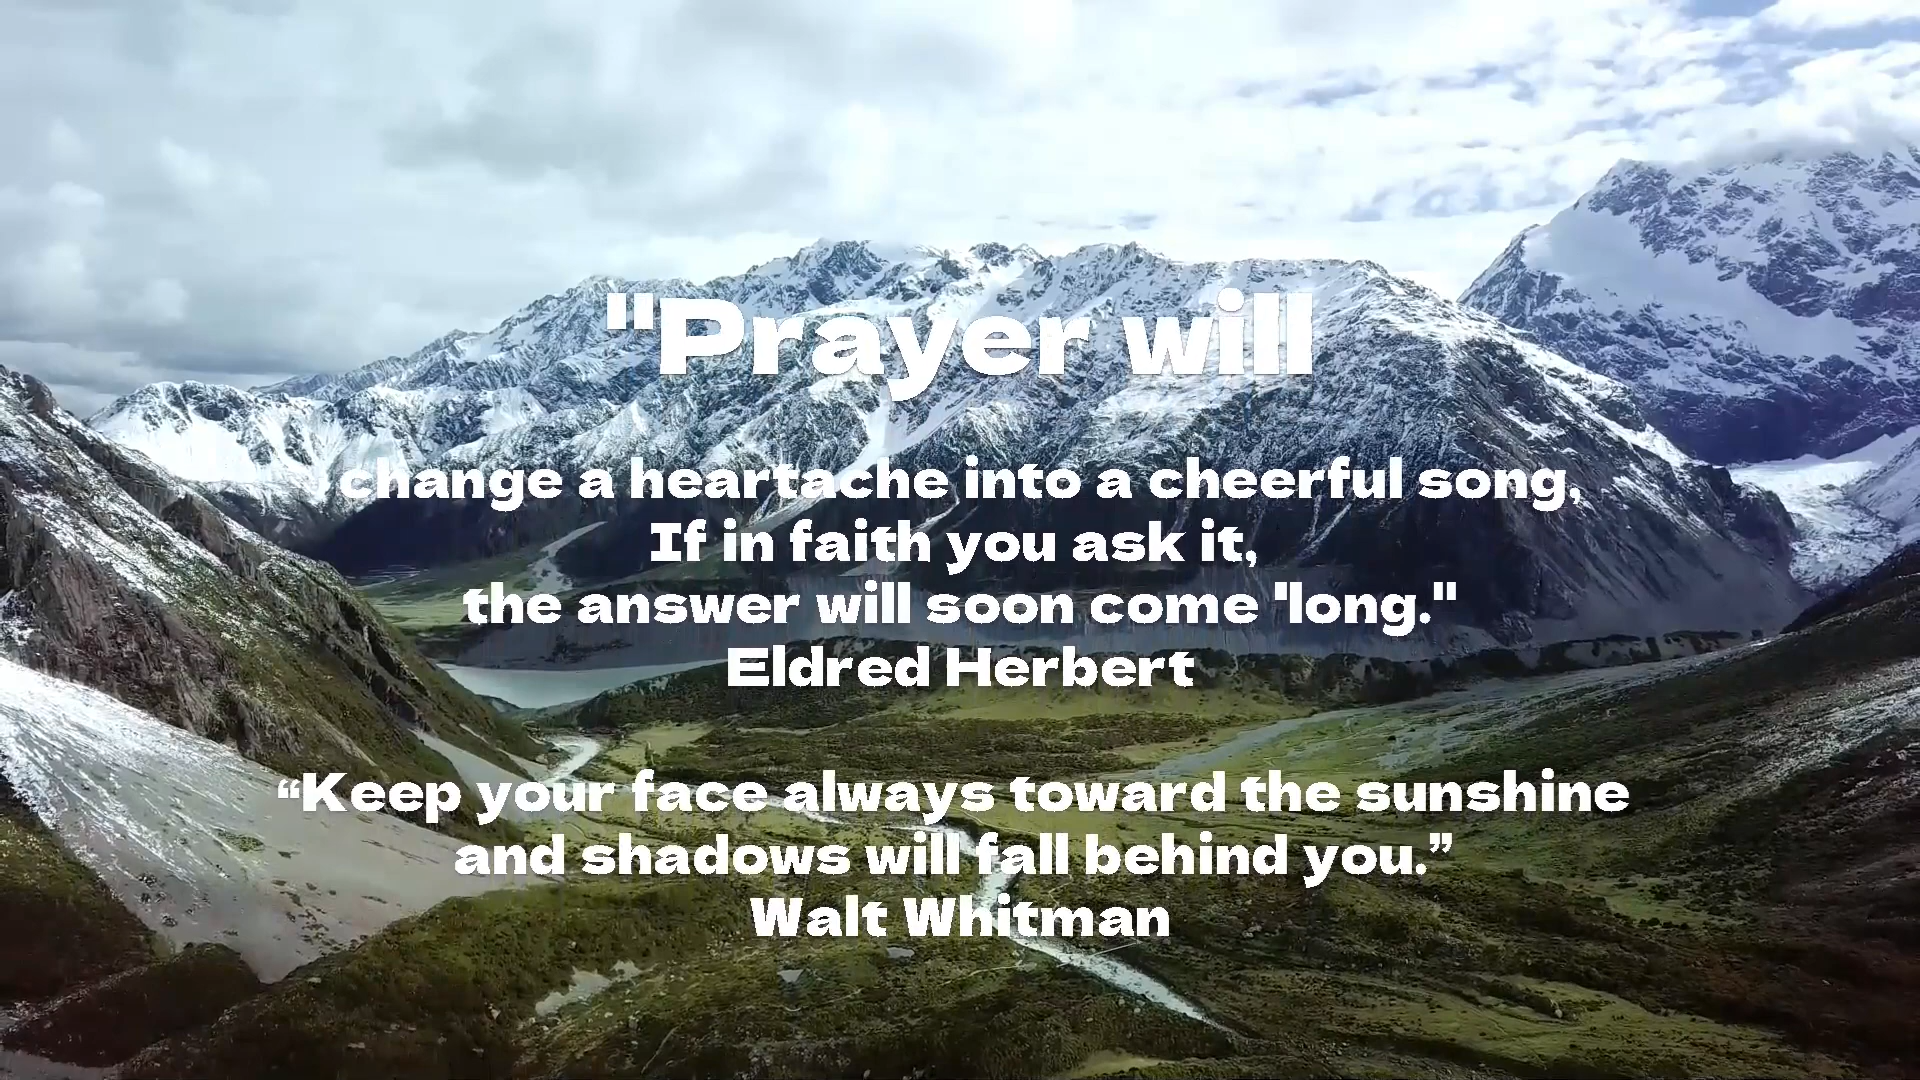 "Prayer will
change a heartache into a cheerful song,
If in faith you ask it,
the answer will soon come 'long."
Eldred Herbert
“Keep your face always toward the sunshine
and shadows will fall behind you.”
Walt Whitman